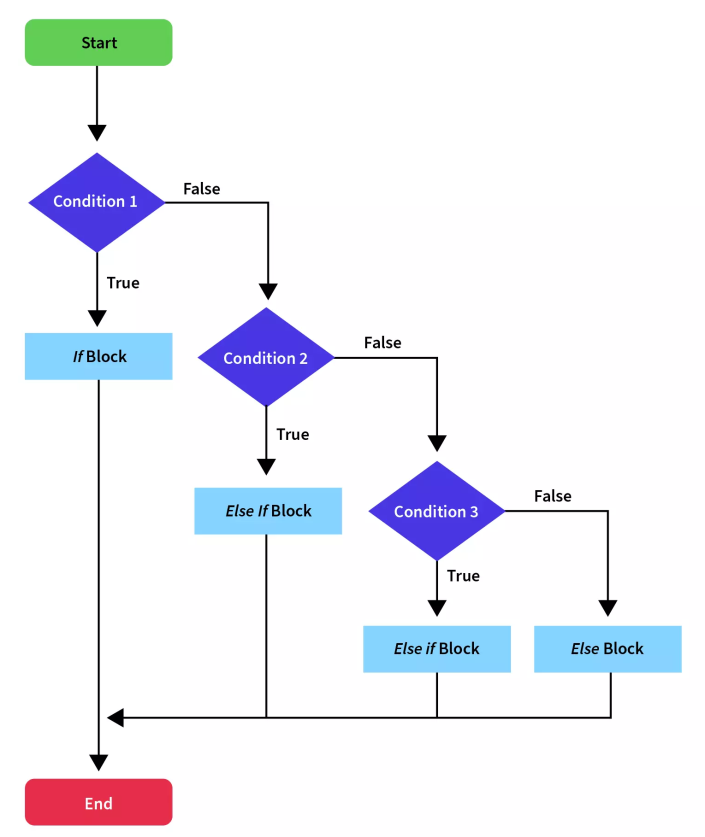 Start
Condition 1
False
True
If Block
Condition 2
False
True
Else If Block
Condition 3
False
True
Else if Block
Else Block
End